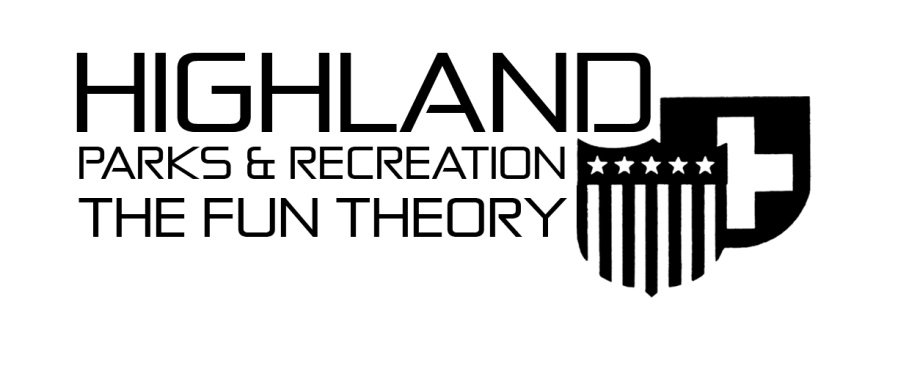 HIGHLAND
PARKS & RECREATION
THE FUN THEORY